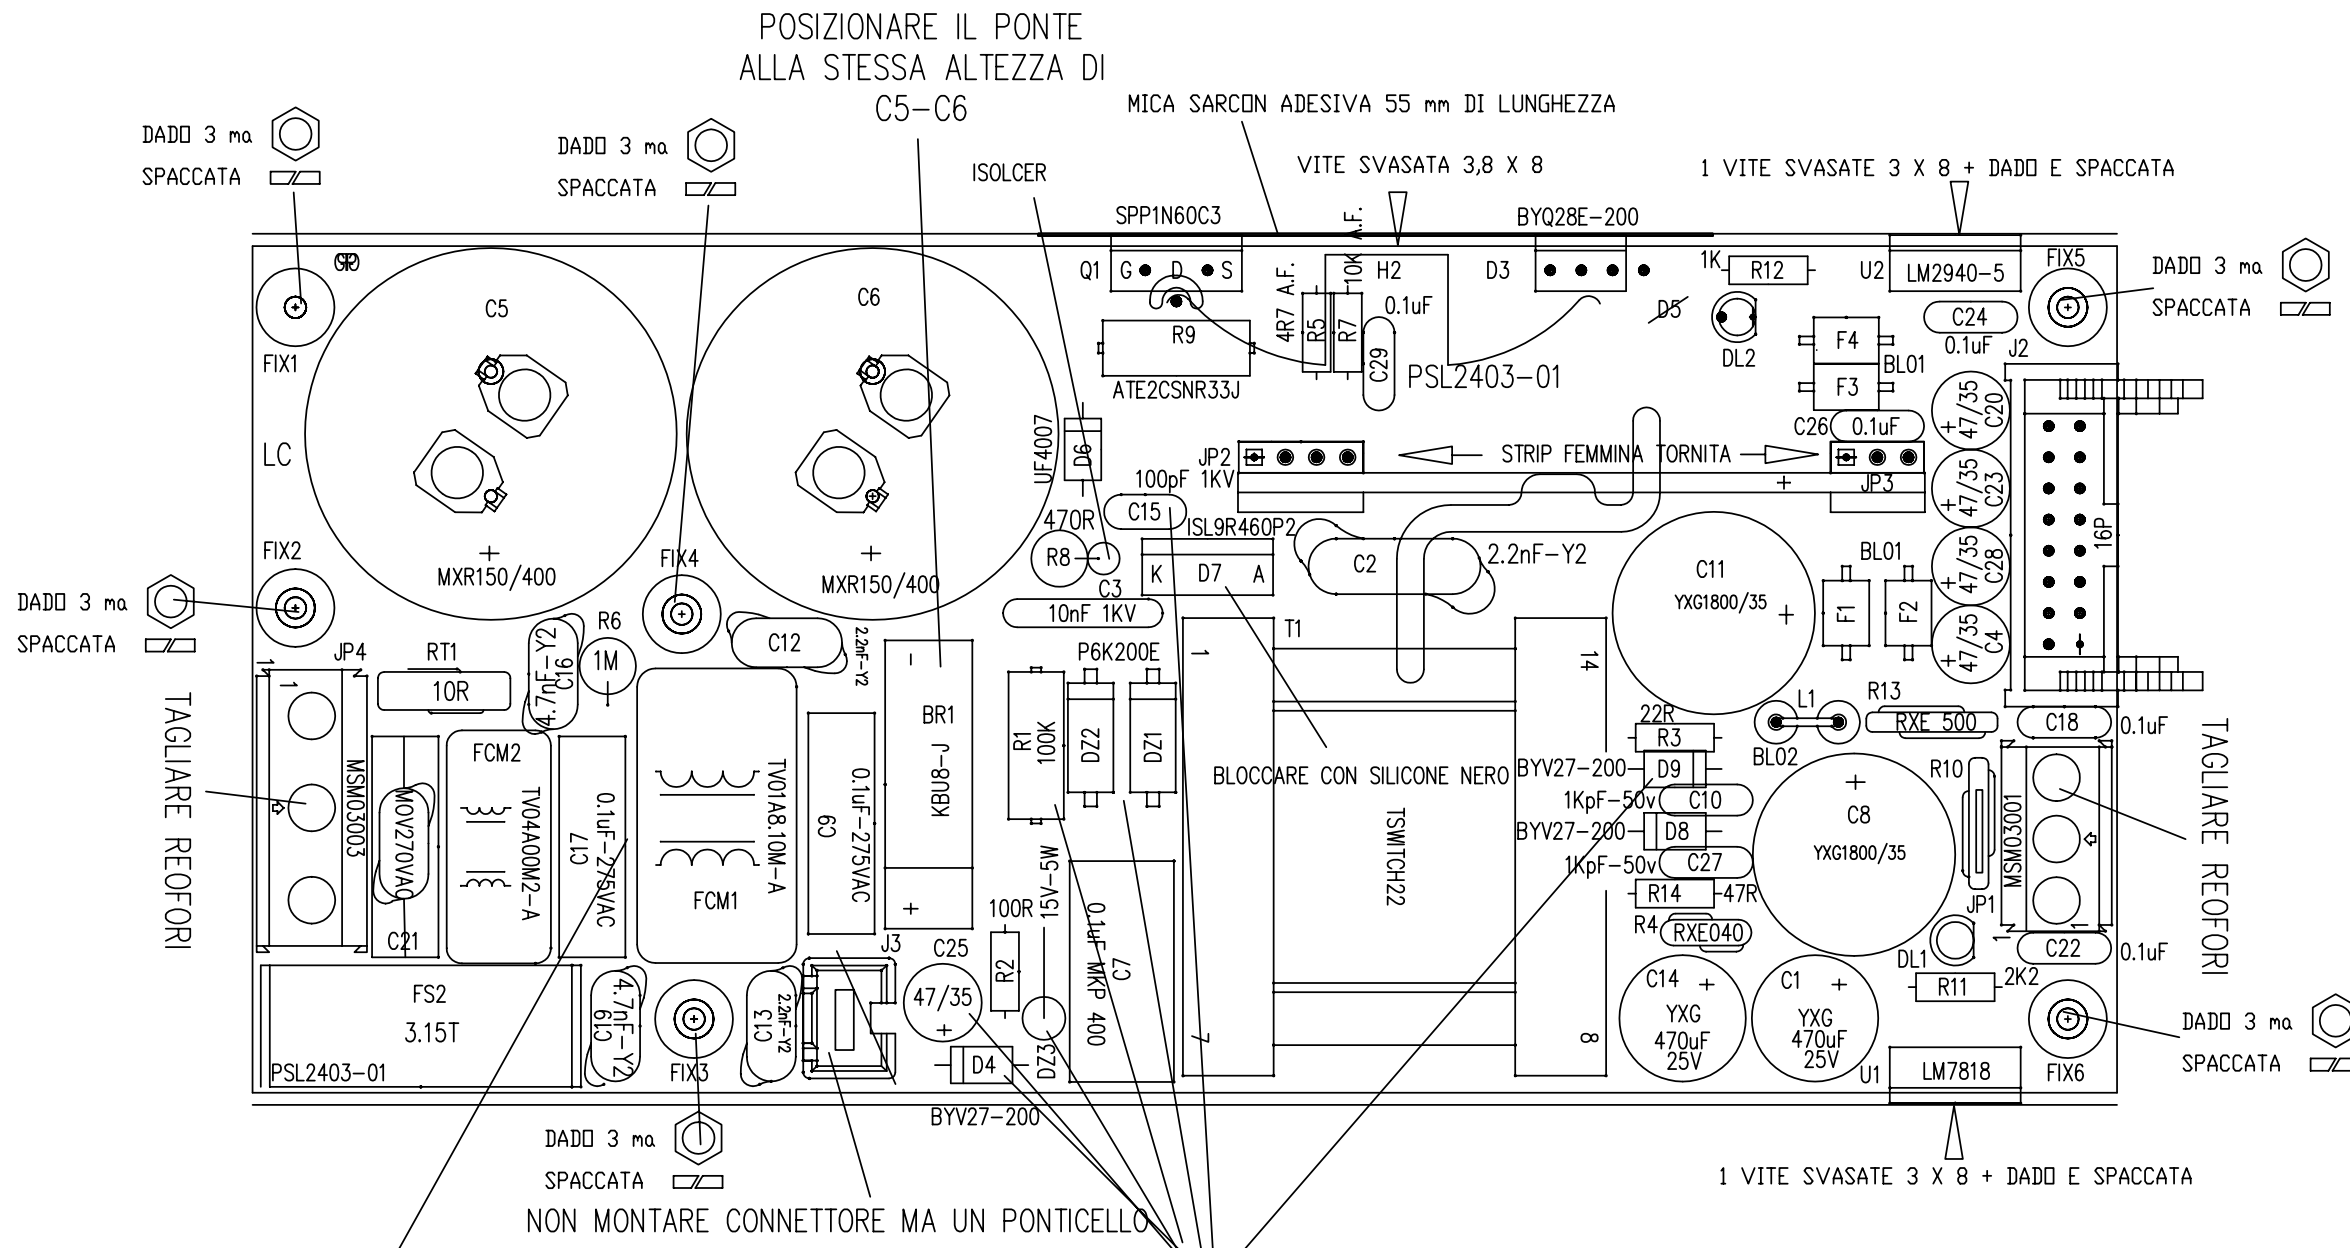 POSIZIONARE IL PONTE
ALLA STESSA ALTEZZA DI
C5-C6
MICA SARCON ADESIVA 55 mm DI LUNGHEZZA
DADO 3 ma
SPACCATA
DADO 3 ma
SPACCATA
ISOLCER
VITE SVASATA 3,8 X 8
1 VITE SVASATE 3 X 8 + DADO E SPACCATA
SPP1N60C3
A.F.
BYQ28E-200
Q1
G
D
S
4R7 A.F.
10K
H2
D3
1K
R12
U2
LM2940-5
FIX5
DADO 3 ma
SPACCATA
C5
C6
FIX1
R9
ATE2CSNR33J
R5
R7
0.1uF
C29
PSL2403-01
D5
DL2
F4
F3
BL01
C24
0.1uF
J2
LC
UF4007
D6
JP2
STRIP FEMMINA TORNITA
C26
0.1uF
47/35
C20
JP3
+
100pF
1KV
C15
ISL9R460P2
470R
R8
C3
10nF 1KV
K
D7
A
C2
2.2nF-Y2
C11
YXG1800/35
+
BL01
F1
F2
+
47/35
C23
+
47/35
C28
+
47/35
C4
+
16P
FIX2
+
MXR150/400
FIX4
+
MXR150/400
DADO 3 ma
SPACCATA
JP4
1
1
RT1
10R
4.7nF-Y2
C16
R6
1M
C12
2.2nF-Y2
-
BR1
KBU8-J
+
P6K200E
R1
100K
DZ2
DZ1
T1
1
14
7
8
TSWITCH22
BLOCCARE CON SILICONE NERO
22R
R3
BYV27-200
D9
1KpF-50v
C10
BYV27-200
D8
1KpF-50v
C27
R14
47R
R4
RXE040
L1
BL02
R13
RXE 500
C18
0.1uF
+
C8
YXG1800/35
R10
JP1
MSM03001
1
1
TAGLIARE REOFORI
TAGLIARE REOFORI
MSM03003
MOV270VAC
C21
FCM2
TV04A00M2-A
0.1uF-275VAC
C17
FCM1
TV01A8.10M-A
0.1uF-275VAC
C9
J3
C25
47/35
+
100R
R2
15V-5W
DZ3
0.1uF MKP 400
C7
D4
BYV27-200
FS2
3.15T
PSL2403-01
4.7nF-Y2
C19
FIX3
2.2nF-Y2
C13
C14
+
YXG
470uF
25V
C1
+
YXG
470uF
25V
DL1
R11
2K2
C22
0.1uF
U1
LM7818
FIX6
DADO 3 ma
SPACCATA
DADO 3 ma
SPACCATA
1 VITE SVASATE 3 X 8 + DADO E SPACCATA
NON MONTARE CONNETTORE MA UN PONTICELLO